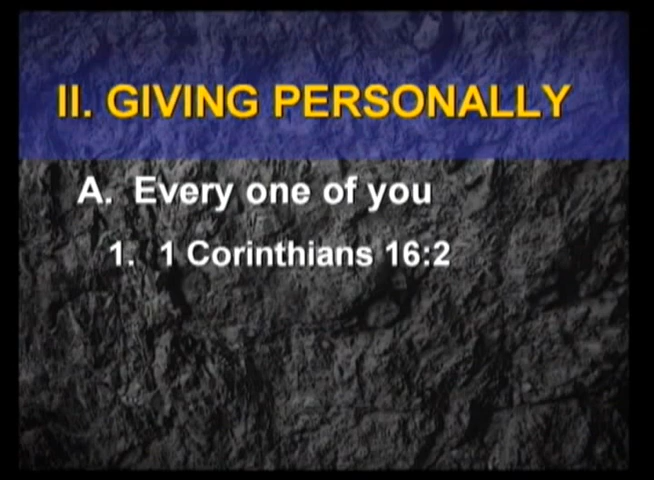 II. GIVING PERSONALLY
A. Every one of you
1. 1 Corinthians 16:2